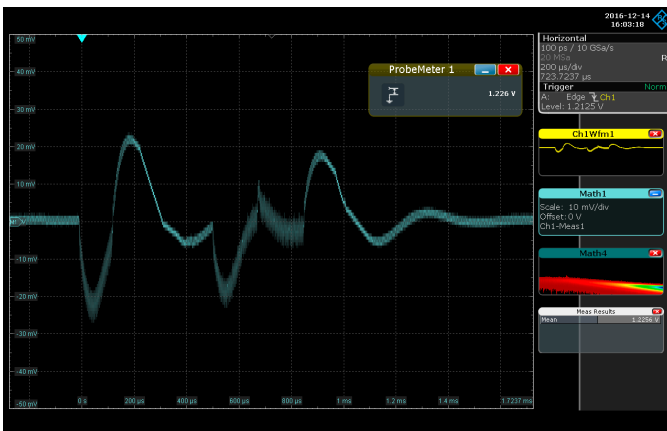 2016-12-14
16:03:18
Horizontal
100 ps / 10 GSa/s
20 MSa R
200 µs/div
723.7237 µs
Trigger Norm
A: Edge Ch1
Level: 1.2125 V
Ch1Wfm1
Math1
Scale: 10 mV/div
Offset: 0 V
Ch1-Meas1
Math4
Meas Results
Mean 1.2256 V
ProbeMeter 1
1.226 V
50 mV
40 mV
30 mV
10 mV
-10 mV
-20 mV
-30 mV
-40 mV
-50 mV
0 s 200 µs 400 µs 600 µs 800 µs 1 ms 1.2 ms 1.4 ms 1.7237 ms